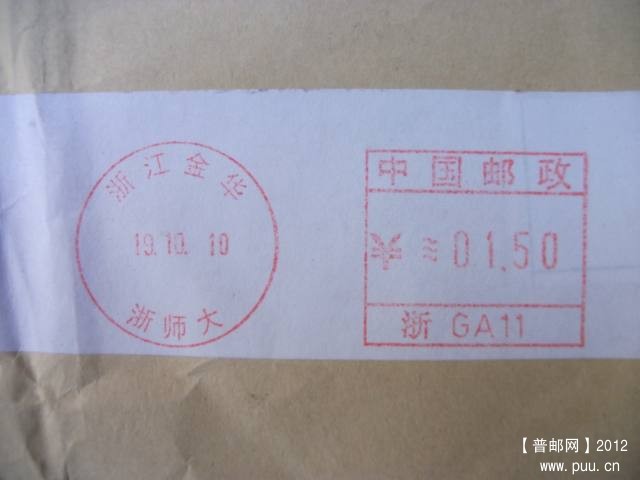 浙江金华
19.10. 10
浙师大
中国邮政
¥ ≈ 01.50
浙 GA11
【普邮网】2012
www.puu.cn